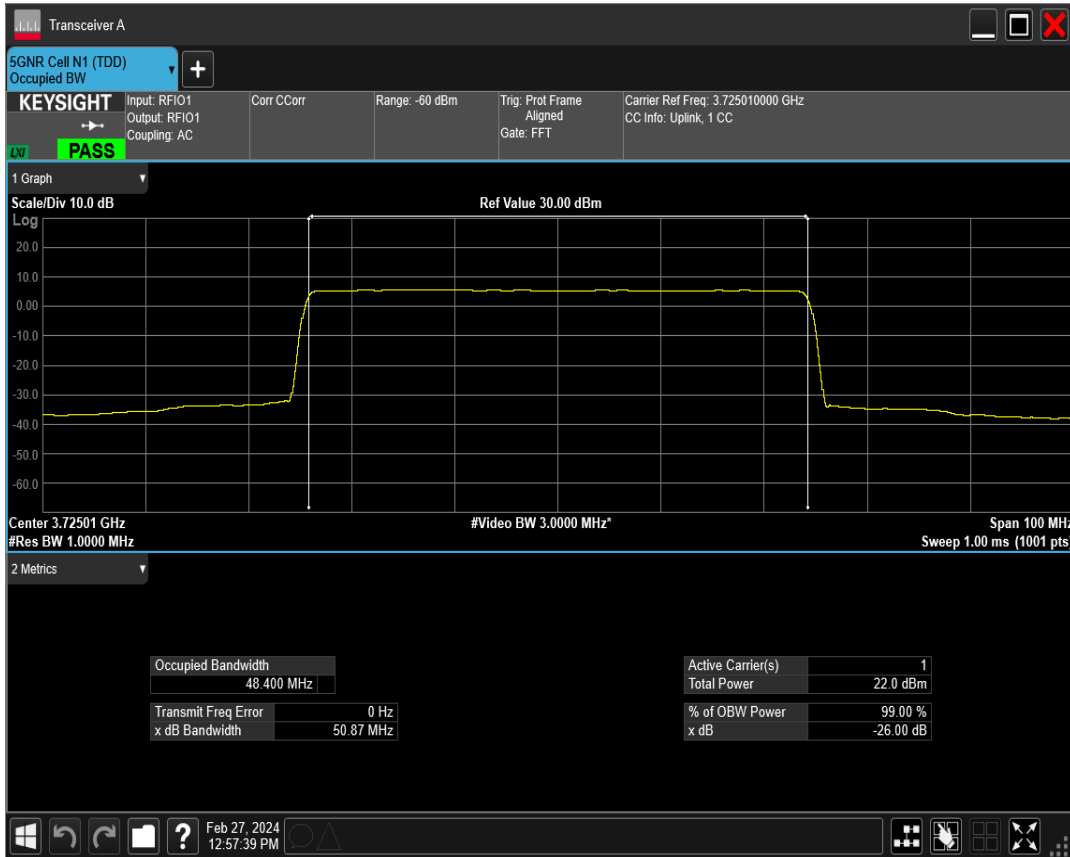 Transceiver A
5GNR Cell N1 (TDD)
Occupied BW
+
KEYSIGHT
LXI
PASS
Input: RFIO1
Output: RFIO1
Coupling: AC
Corr CCorr
Range: -60 dBm
Trig: Prot Frame
Aligned
Gate: FFT
Carrier Ref Freq: 3.725010000 GHz
CC Info: Uplink, 1 CC
1 Graph
Scale/Div 10.0 dB
Ref Value 30.00 dBm
Log
20.0
10.0
0.00
-10.0
-20.0
-30.0
-40.0
-50.0
-60.0
Center 3.72501 GHz
#Video BW 3.0000 MHz*
Span 100 MHz
#Res BW 1.0000 MHz
Sweep 1.00 ms (1001 pts)
2 Metrics
Occupied Bandwidth
48.400 MHz
Transmit Freq Error 0 Hz
x dB Bandwidth 50.87 MHz
Active Carrier(s) 1
Total Power 22.0 dBm
% of OBW Power 99.00 %
x dB -26.00 dB
?
Feb 27, 2024
12:57:39 PM